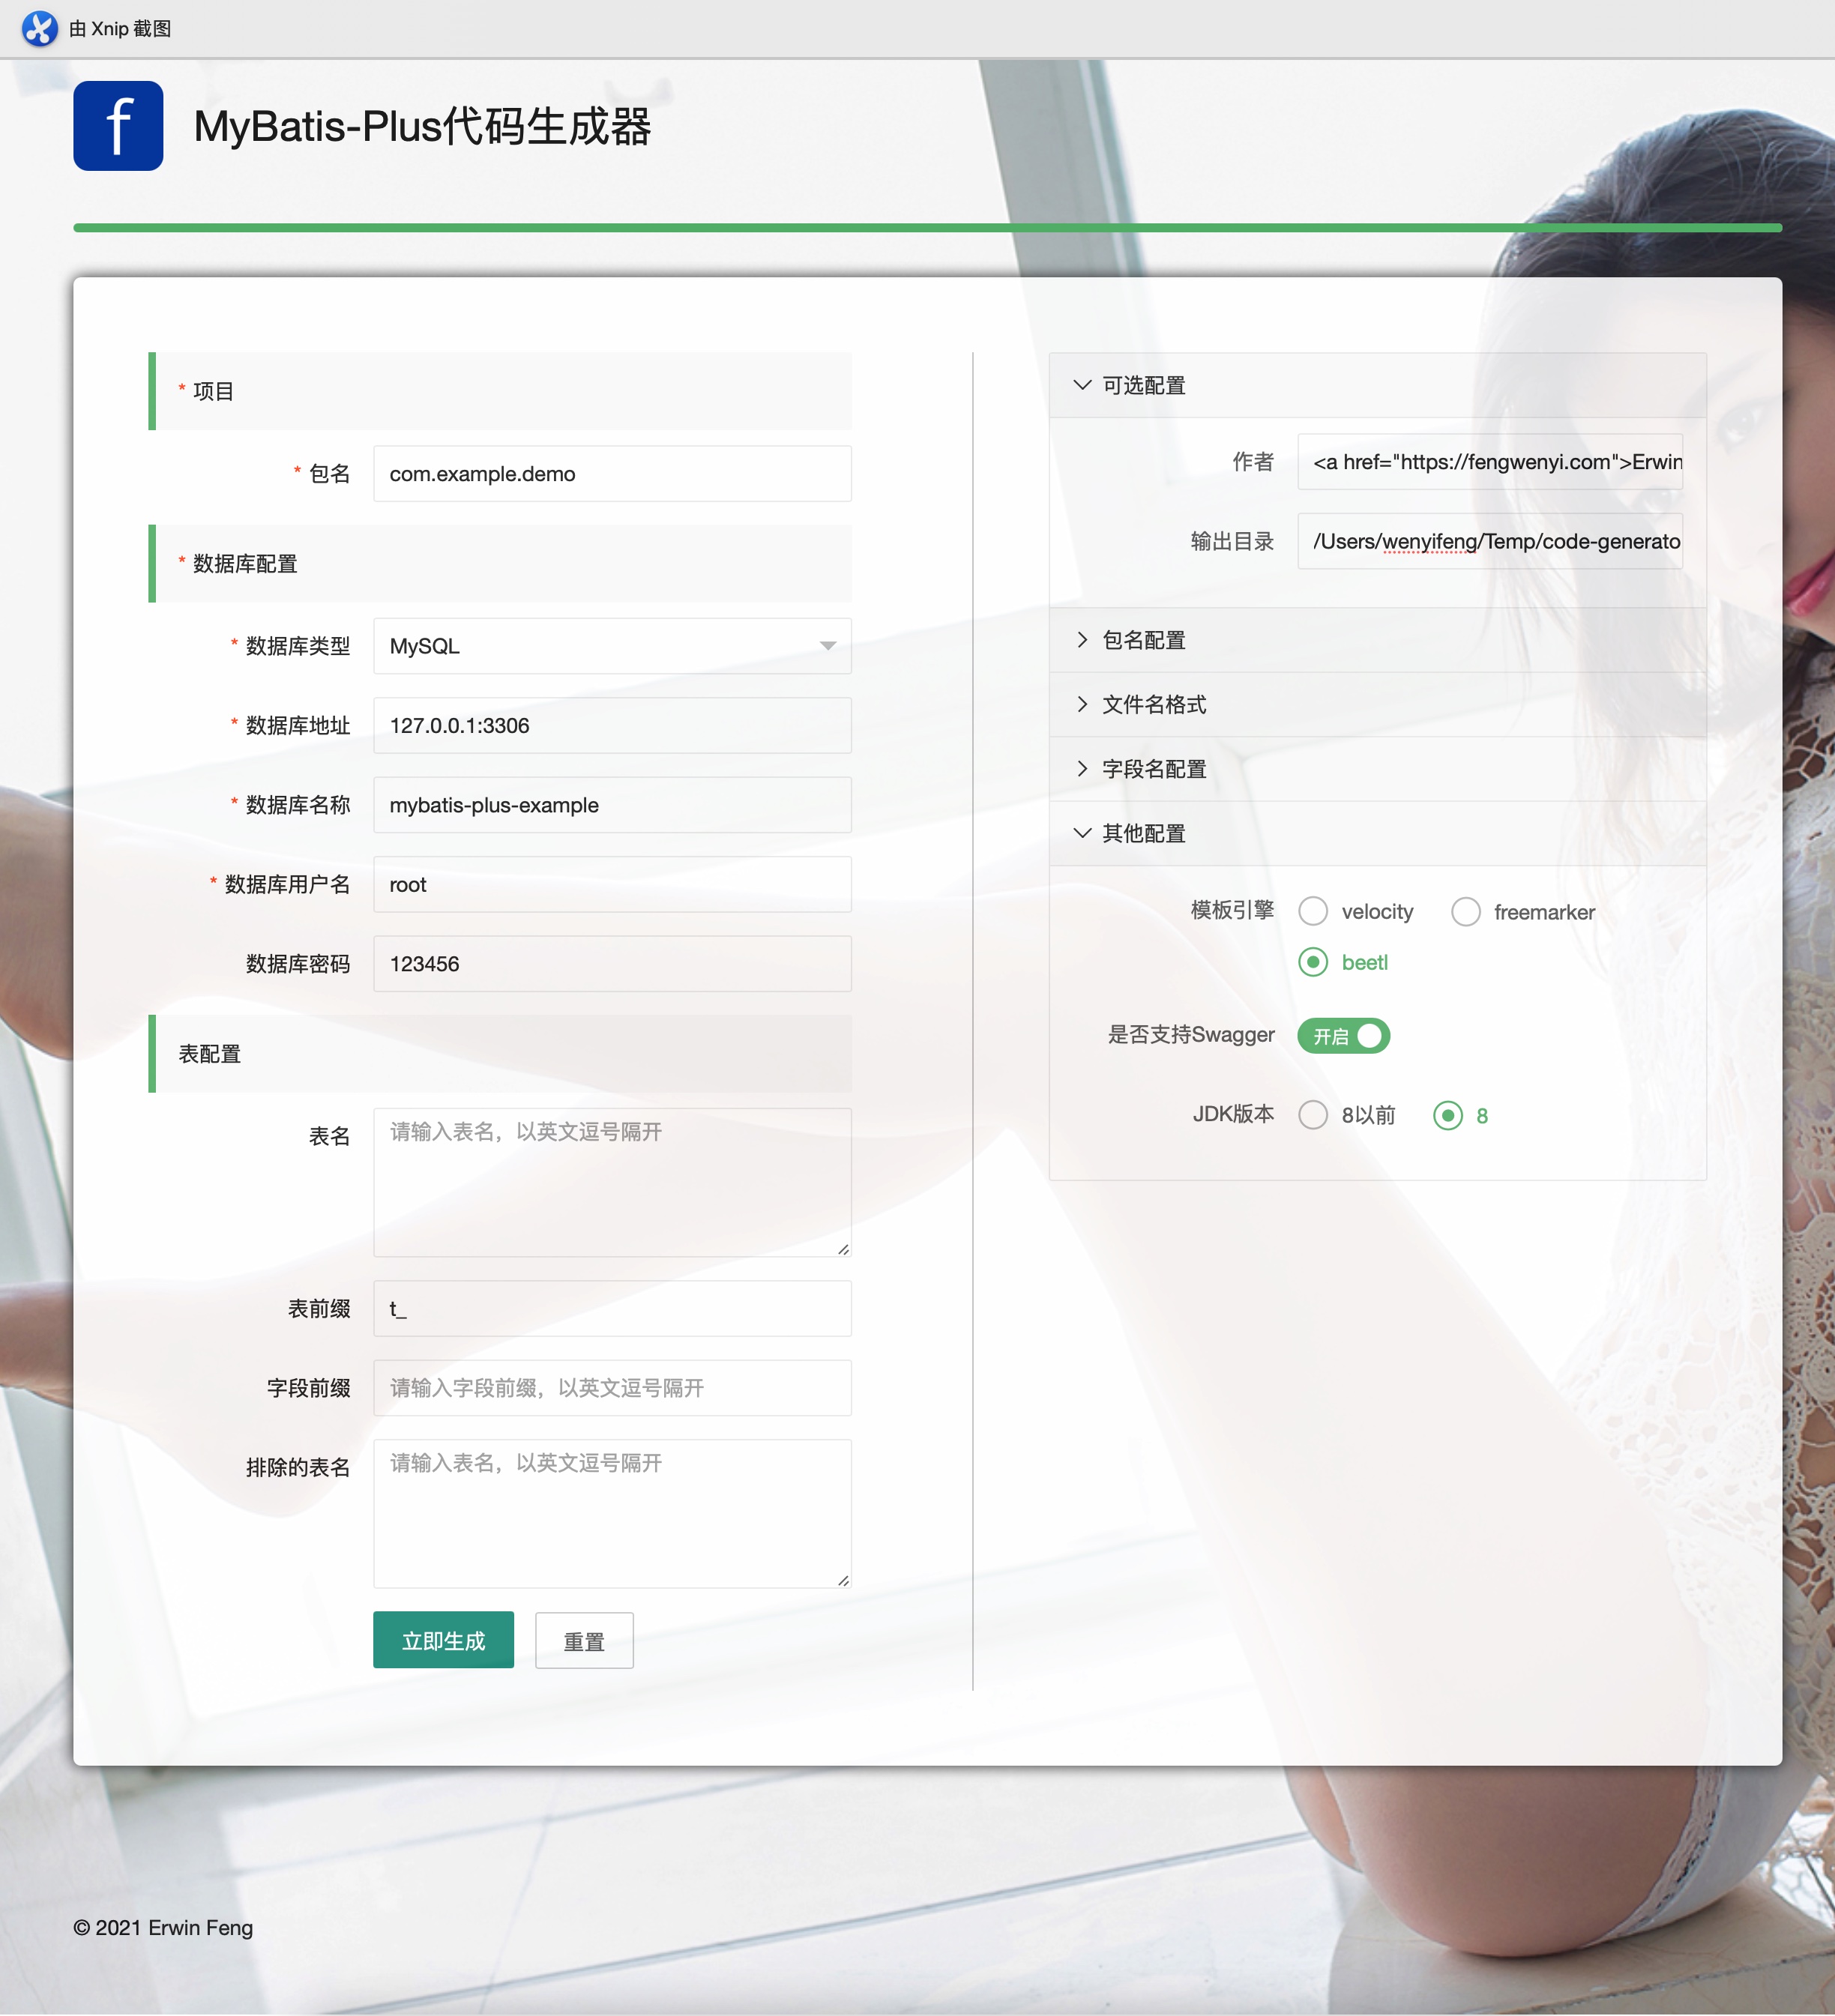 由 Xnip 截图
f
MyBatis-Plus代码生成器
* 项目
* 包名 com.example.demo
* 数据库配置
* 数据库类型 MySQL
* 数据库地址 127.0.0.1:3306
* 数据库名称 mybatis-plus-example
* 数据库用户名 root
数据库密码 123456
表配置
表名 请输入表名，以英文逗号隔开
表前缀 t_
字段前缀 请输入字段前缀，以英文逗号隔开
排除的表名 请输入表名，以英文逗号隔开
立即生成 重置
可选配置
作者 <a href="https://fengwenyi.com">Erwin
输出目录 /Users/wenyifeng/Temp/code-generato
包名配置
文件名格式
字段名配置
其他配置
模板引擎 velocity freemarker
beetl
是否支持Swagger 开启
JDK版本 8以前 8
© 2021 Erwin Feng